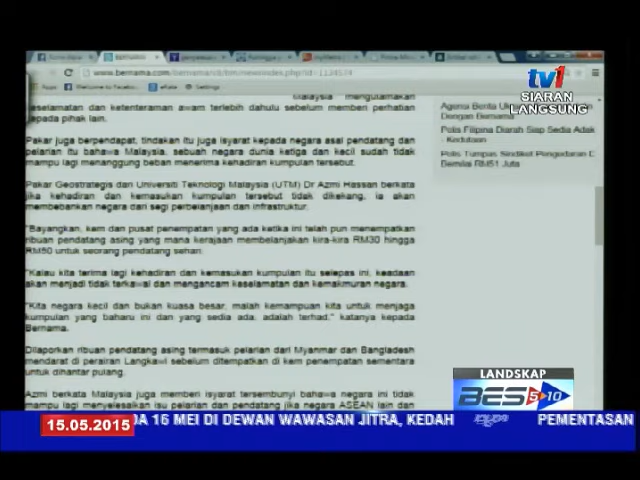 BERNAMA
www.bernama.com/bernama/v8/bm/newsindex.php?id=1134574
Apps Facebook Welcome to Facebook eRate Settings
tv1
SIARAN
LANGSUNG
Malaysia mengutamakan
keselamatan dan ketenteraman awam terlebih dahulu sebelum memberi perhatian
kepada pihak lain.
Pakar juga berpendapat, tindakan itu juga isyarat kepada negara asal pendatang dan
pelarian itu bahawa Malaysia, sebuah negara dunia ketiga dan kecil sudah tidak
mampu lagi menanggung beban menerima kehadiran kumpulan tersebut.
Pakar Geostrategis dari Universiti Teknologi Malaysia (UTM) Dr Azmi Hassan berkata
jika kehadiran dan kemasukan kumpulan tersebut tidak dikekang, ia akan
membebankan negara dari segi perbelanjaan dan infrastruktur.
"Bayangkan, kem dan pusat penempatan yang ada ketika ini telah pun menempatkan
ribuan pendatang asing yang mana kerajaan membelanjakan kira-kira RM30 hingga
RM50 untuk seorang pendatang sehari.
"Kalau kita terima lagi kehadiran dan kemasukan kumpulan itu selepas ini, keadaan
akan menjadi tidak terkawal dan mengancam keselamatan dan kemakmuran negara.
"Kita negara kecil dan bukan kuasa besar, malah kemampuan kita untuk menjaga
kumpulan yang baharu ini dan yang sedia ada, adalah terhad," katanya kepada
Bernama.
Dilaporkan ribuan pendatang asing termasuk pelarian dari Myanmar dan Bangladesh
mendarat di perairan Langkawi sebelum ditempatkan di kem penempatan sementara
untuk dihantar pulang.
Azmi berkata Malaysia juga memberi isyarat tersembunyi bahawa negara ini tidak
mampu lagi menyelesaikan isu pelarian dan pendatang jika negara ASEAN lain dan
Agensi Berita
Dengan Bernama
Polis Filipina Diarah Siap Sedia Adak
- Kedutaan
Polis Tumpas Sindiket Pengedaran D
Bernilai RM51 Juta
LANDSKAP
BES 5 10
15.05.2015
DA 16 MEI DI DEWAN WAWASAN JITRA, KEDAH
PEMENTASAN